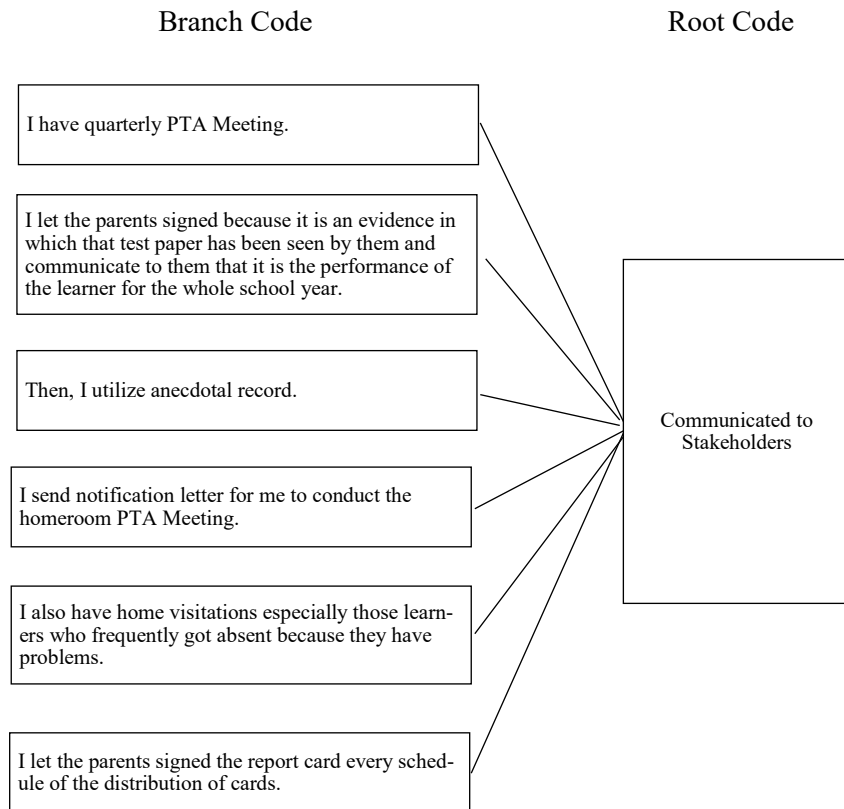 Branch Code
Root Code
I have quarterly PTA Meeting.
I let the parents signed because it is an evidence in
which that test paper has been seen by them and
communicate to them that it is the performance of
the learner for the whole school year.
Then, I utilize anecdotal record.
I send notification letter for me to conduct the
homeroom PTA Meeting.
I also have home visitations especially those learn-
ers who frequently got absent because they have
problems.
I let the parents signed the report card every sched-
ule of the distribution of cards.
Communicated to
Stakeholders